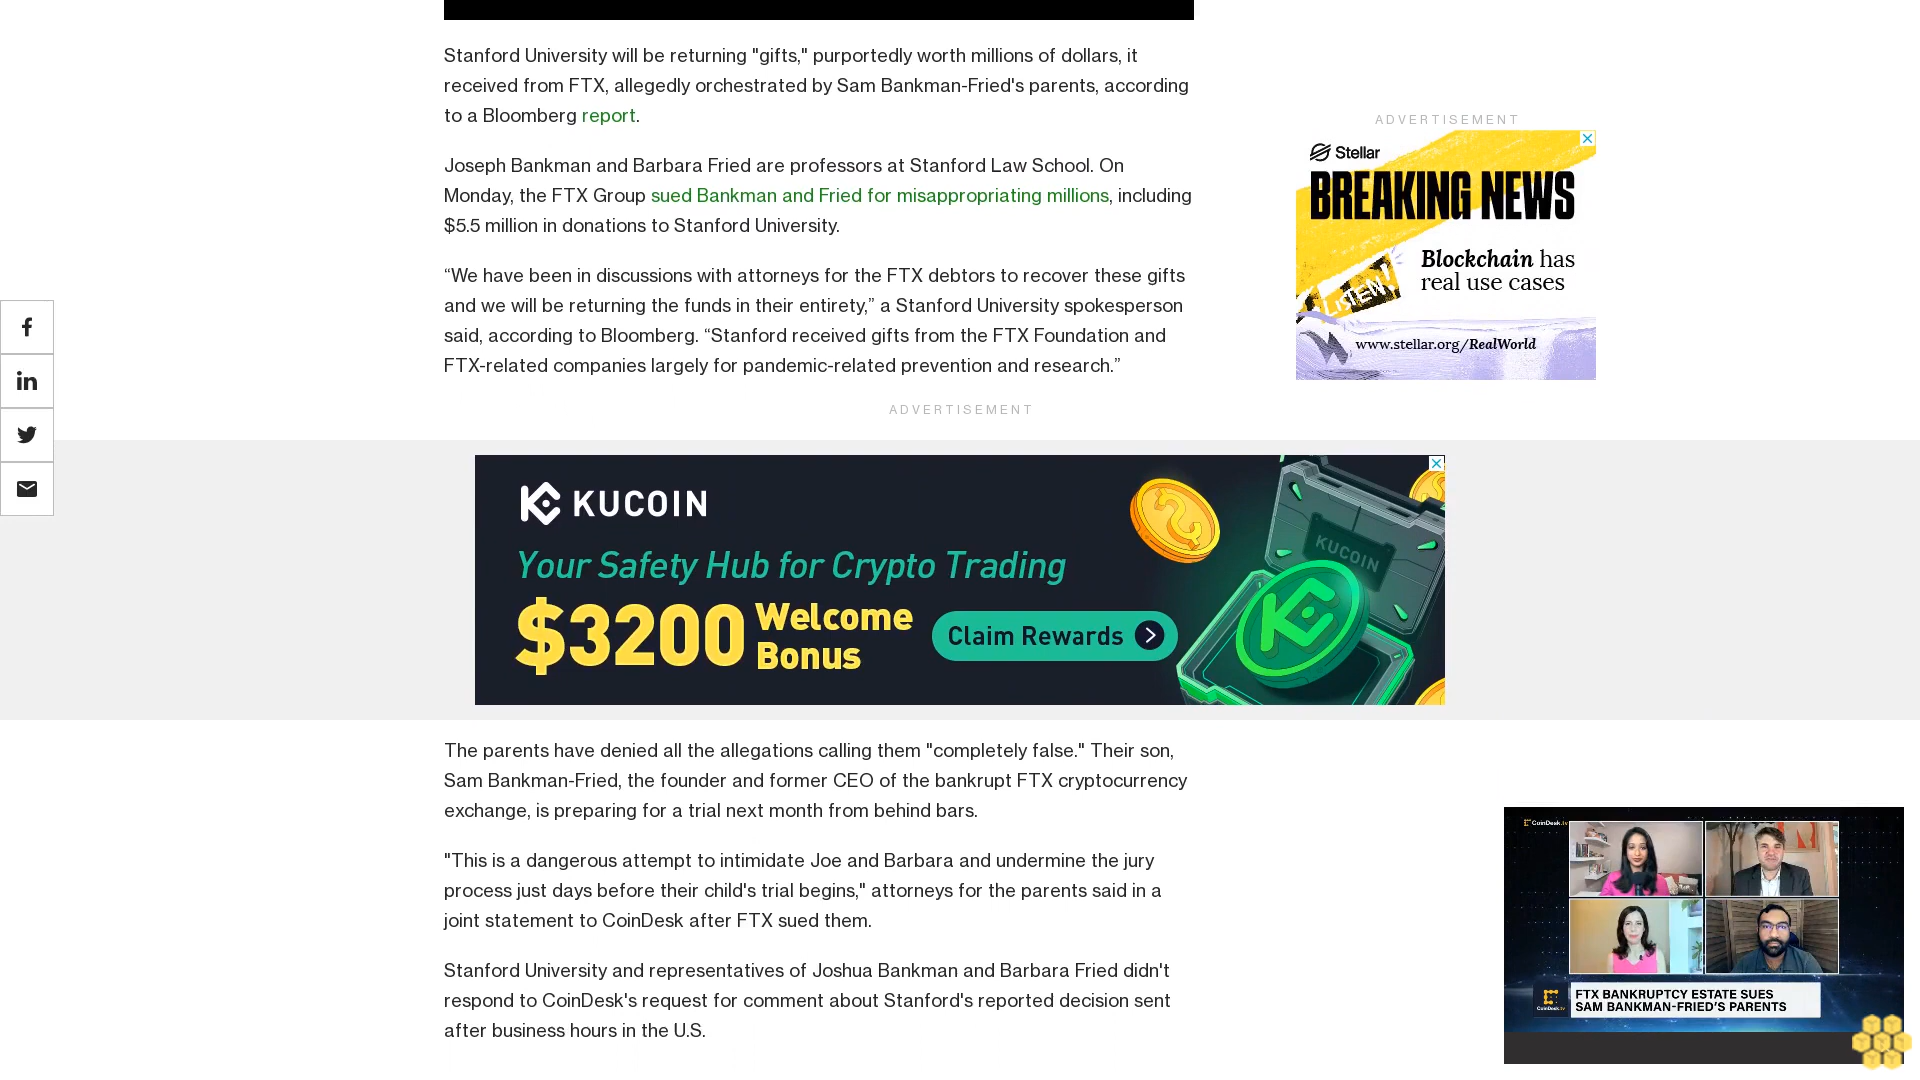 Stanford University will be returning "gifts," purportedly worth millions of dollars, it
received from FTX, allegedly orchestrated by Sam Bankman-Fried's parents, according
to a Bloomberg report.
Joseph Bankman and Barbara Fried are professors at Stanford Law School. On
Monday, the FTX Group sued Bankman and Fried for misappropriating millions, including
$5.5 million in donations to Stanford University.
“We have been in discussions with attorneys for the FTX debtors to recover these gifts
and we will be returning the funds in their entirety,” a Stanford University spokesperson
said, according to Bloomberg. “Stanford received gifts from the FTX Foundation and
FTX-related companies largely for pandemic-related prevention and research.”
ADVERTISEMENT
Stellar
BREAKING NEWS
Blockchain has
real use cases
LISTEN!
www.stellar.org/RealWorld
ADVERTISEMENT
KUCOIN
Your Safety Hub for Crypto Trading
$3200 Welcome
Bonus
Claim Rewards
KUCOIN
The parents have denied all the allegations calling them "completely false." Their son,
Sam Bankman-Fried, the founder and former CEO of the bankrupt FTX cryptocurrency
exchange, is preparing for a trial next month from behind bars.
"This is a dangerous attempt to intimidate Joe and Barbara and undermine the jury
process just days before their child's trial begins," attorneys for the parents said in a
joint statement to CoinDesk after FTX sued them.
Stanford University and representatives of Joshua Bankman and Barbara Fried didn't
respond to CoinDesk's request for comment about Stanford's reported decision sent
after business hours in the U.S.
CoinDesk.tv
CoinDesk.tv
FTX BANKRUPTCY ESTATE SUES
SAM BANKMAN-FRIED'S PARENTS